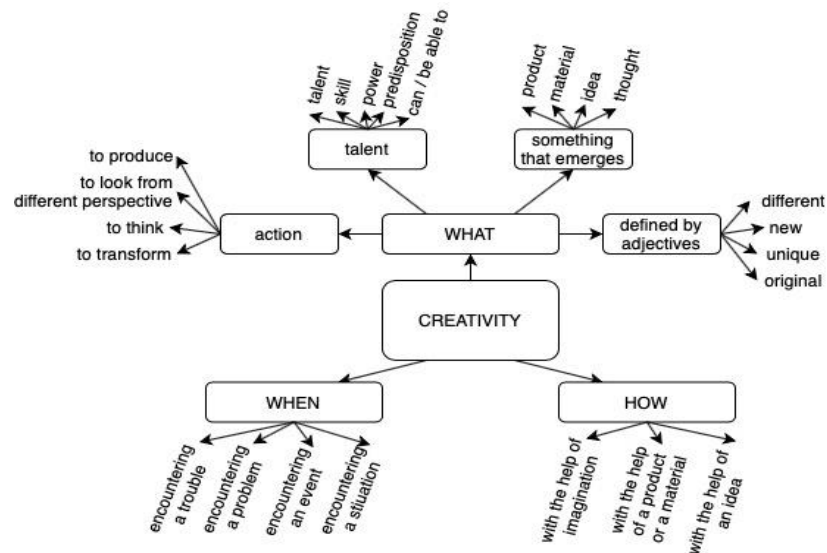 talent
skill
power
predisposition
can / be able to
product
material
idea
thought
talent
something
that emerges
to produce
to look from
different perspective
to think
to transform
action
WHAT
defined by
adjectives
different
new
unique
original
CREATIVITY
WHEN
HOW
encountering
a trouble
encountering
a problem
encountering
an event
encountering
a stiuation
with the help of
imagination
with the help
of a product
or a material
with the help of
an idea